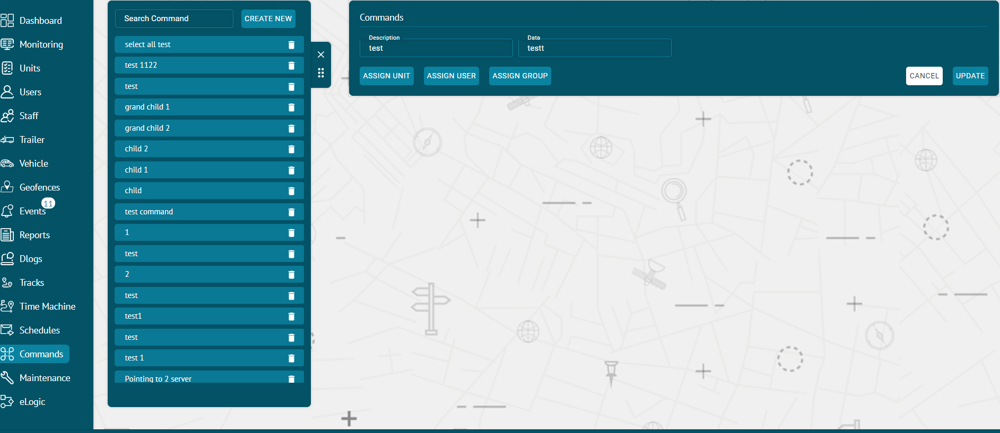 Dashboard
Monitoring
Units
Users
Staff
Trailer
Vehicle
Geofences
11
Events
Reports
Dlogs
Tracks
Time Machine
Schedules
Commands
Maintenance
eLogic
Search Command
CREATE NEW
select all test
test 1122
test
grand child 1
grand child 2
child 2
child 1
child
test command
1
test
2
test
test1
test
test 1
Pointing to 2 server
Commands
Description
test
Data
testt
ASSIGN UNIT
ASSIGN USER
ASSIGN GROUP
CANCEL
UPDATE